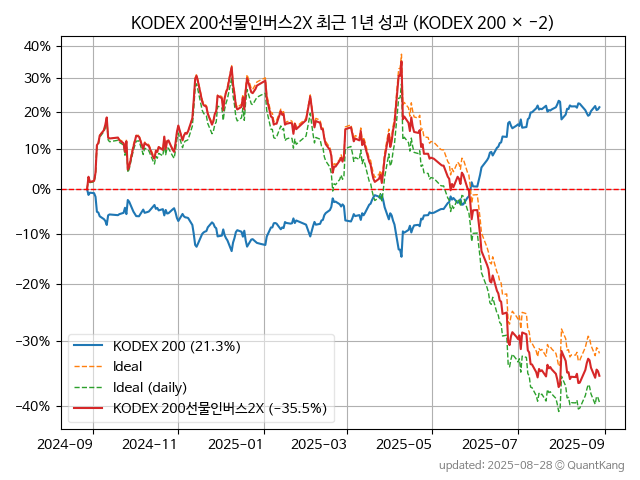 KODEX 200선물인버스2X 최근 1년 성과 (KODEX 200 × −2)
40%
30%
20%
10%
0%
−10%
−20%
−30%
−40%
KODEX 200 (21.3%)
Ideal
Ideal (daily)
KODEX 200선물인버스2X (−35.5%)
2024-09 2024-11 2025-01 2025-03 2025-05 2025-07 2025-09
updated: 2025-08-28 © QuantKang